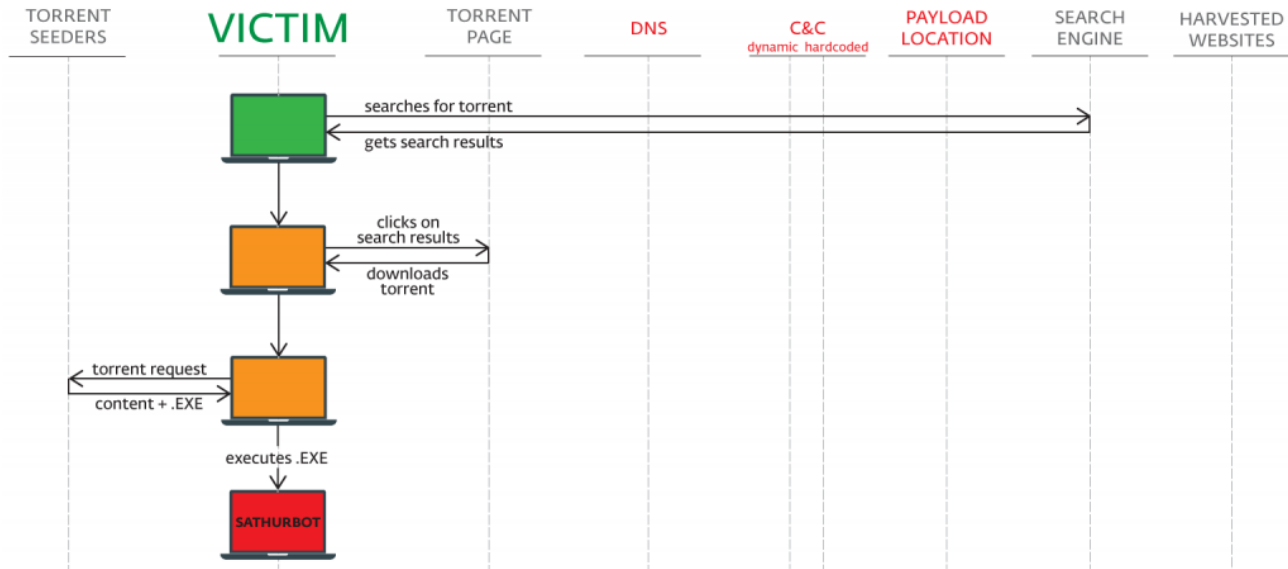 TORRENT
SEEDERS
VICTIM
TORRENT
PAGE
DNS
C&C
dynamic hardcoded
PAYLOAD
LOCATION
SEARCH
ENGINE
HARVESTED
WEBSITES
searches for torrent
gets search results
clicks on
search results
downloads
torrent
torrent request
content + .EXE
executes .EXE
SATHURBOT